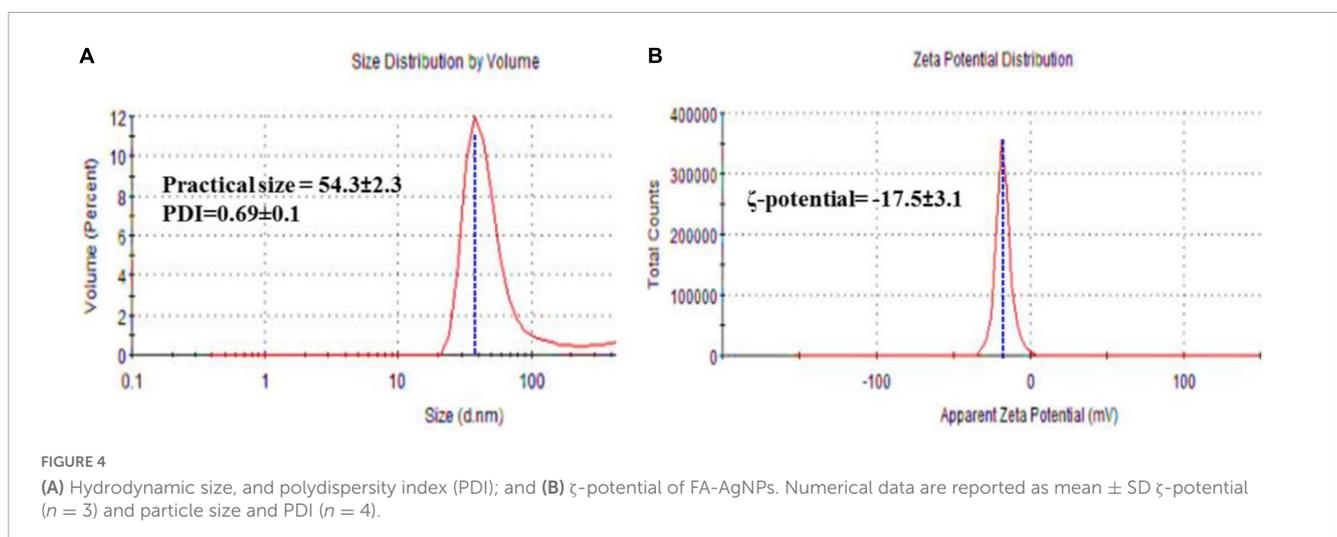 A
Size Distribution by Volume
Volume (Percent)
12
10
8
6
4
2
0
Practical size = 54.3±2.3
PDI=0.69±0.1
0.1 1 10 100
Size (d.nm)
B
Zeta Potential Distribution
Total Counts
400000
300000
200000
100000
0
ζ-potential= -17.5±3.1
-100 0 100
Apparent Zeta Potential (mV)
FIGURE 4
(A) Hydrodynamic size, and polydispersity index (PDI); and (B) ζ-potential of FA-AgNPs. Numerical data are reported as mean ± SD ζ-potential
(n = 3) and particle size and PDI (n = 4).